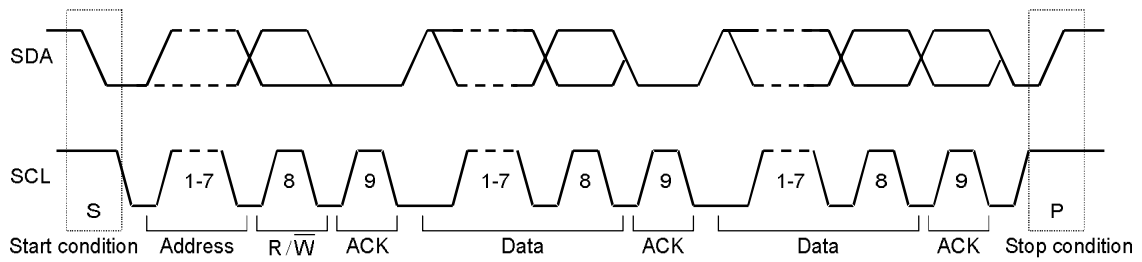 SDA
SCL 1-7 8 9 1-7 8 9 1-7 8 9
S P
Start condition Address R/W̅ ACK Data ACK Data ACK Stop condition